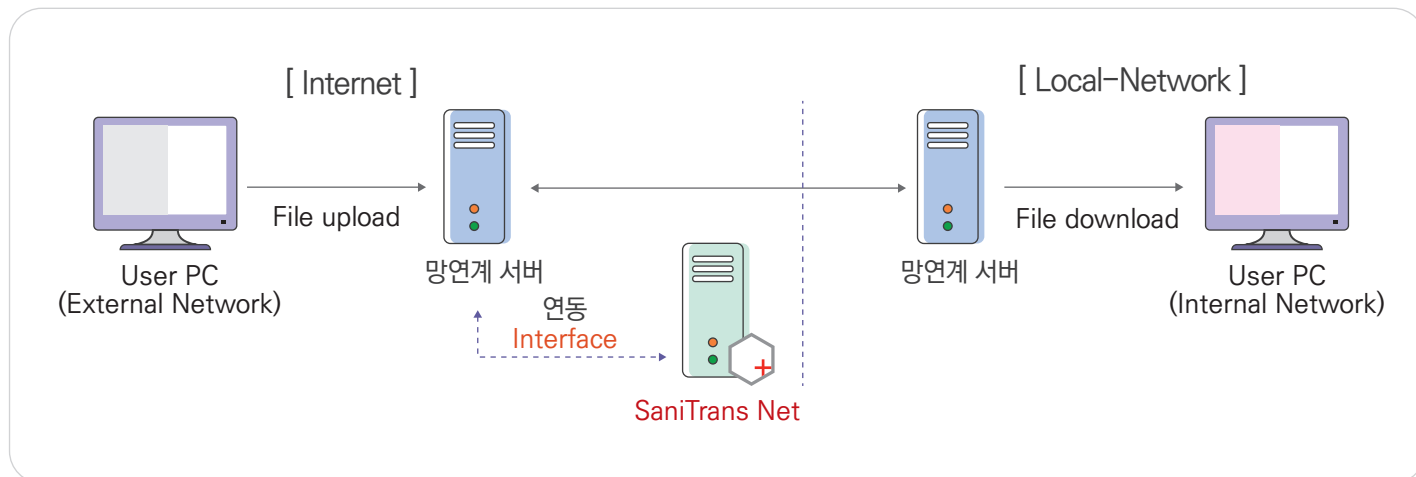 [ Internet ]
[ Local-Network ]
File upload
File download
User PC
(External Network)
망연계 서버
망연계 서버
User PC
(Internal Network)
연동
Interface
SaniTrans Net